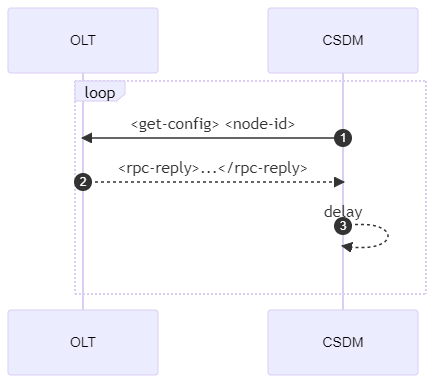 OLT CSDM
loop
<get-config> <node-id>
1
2
<rpc-reply>...</rpc-reply>
delay
3
OLT CSDM